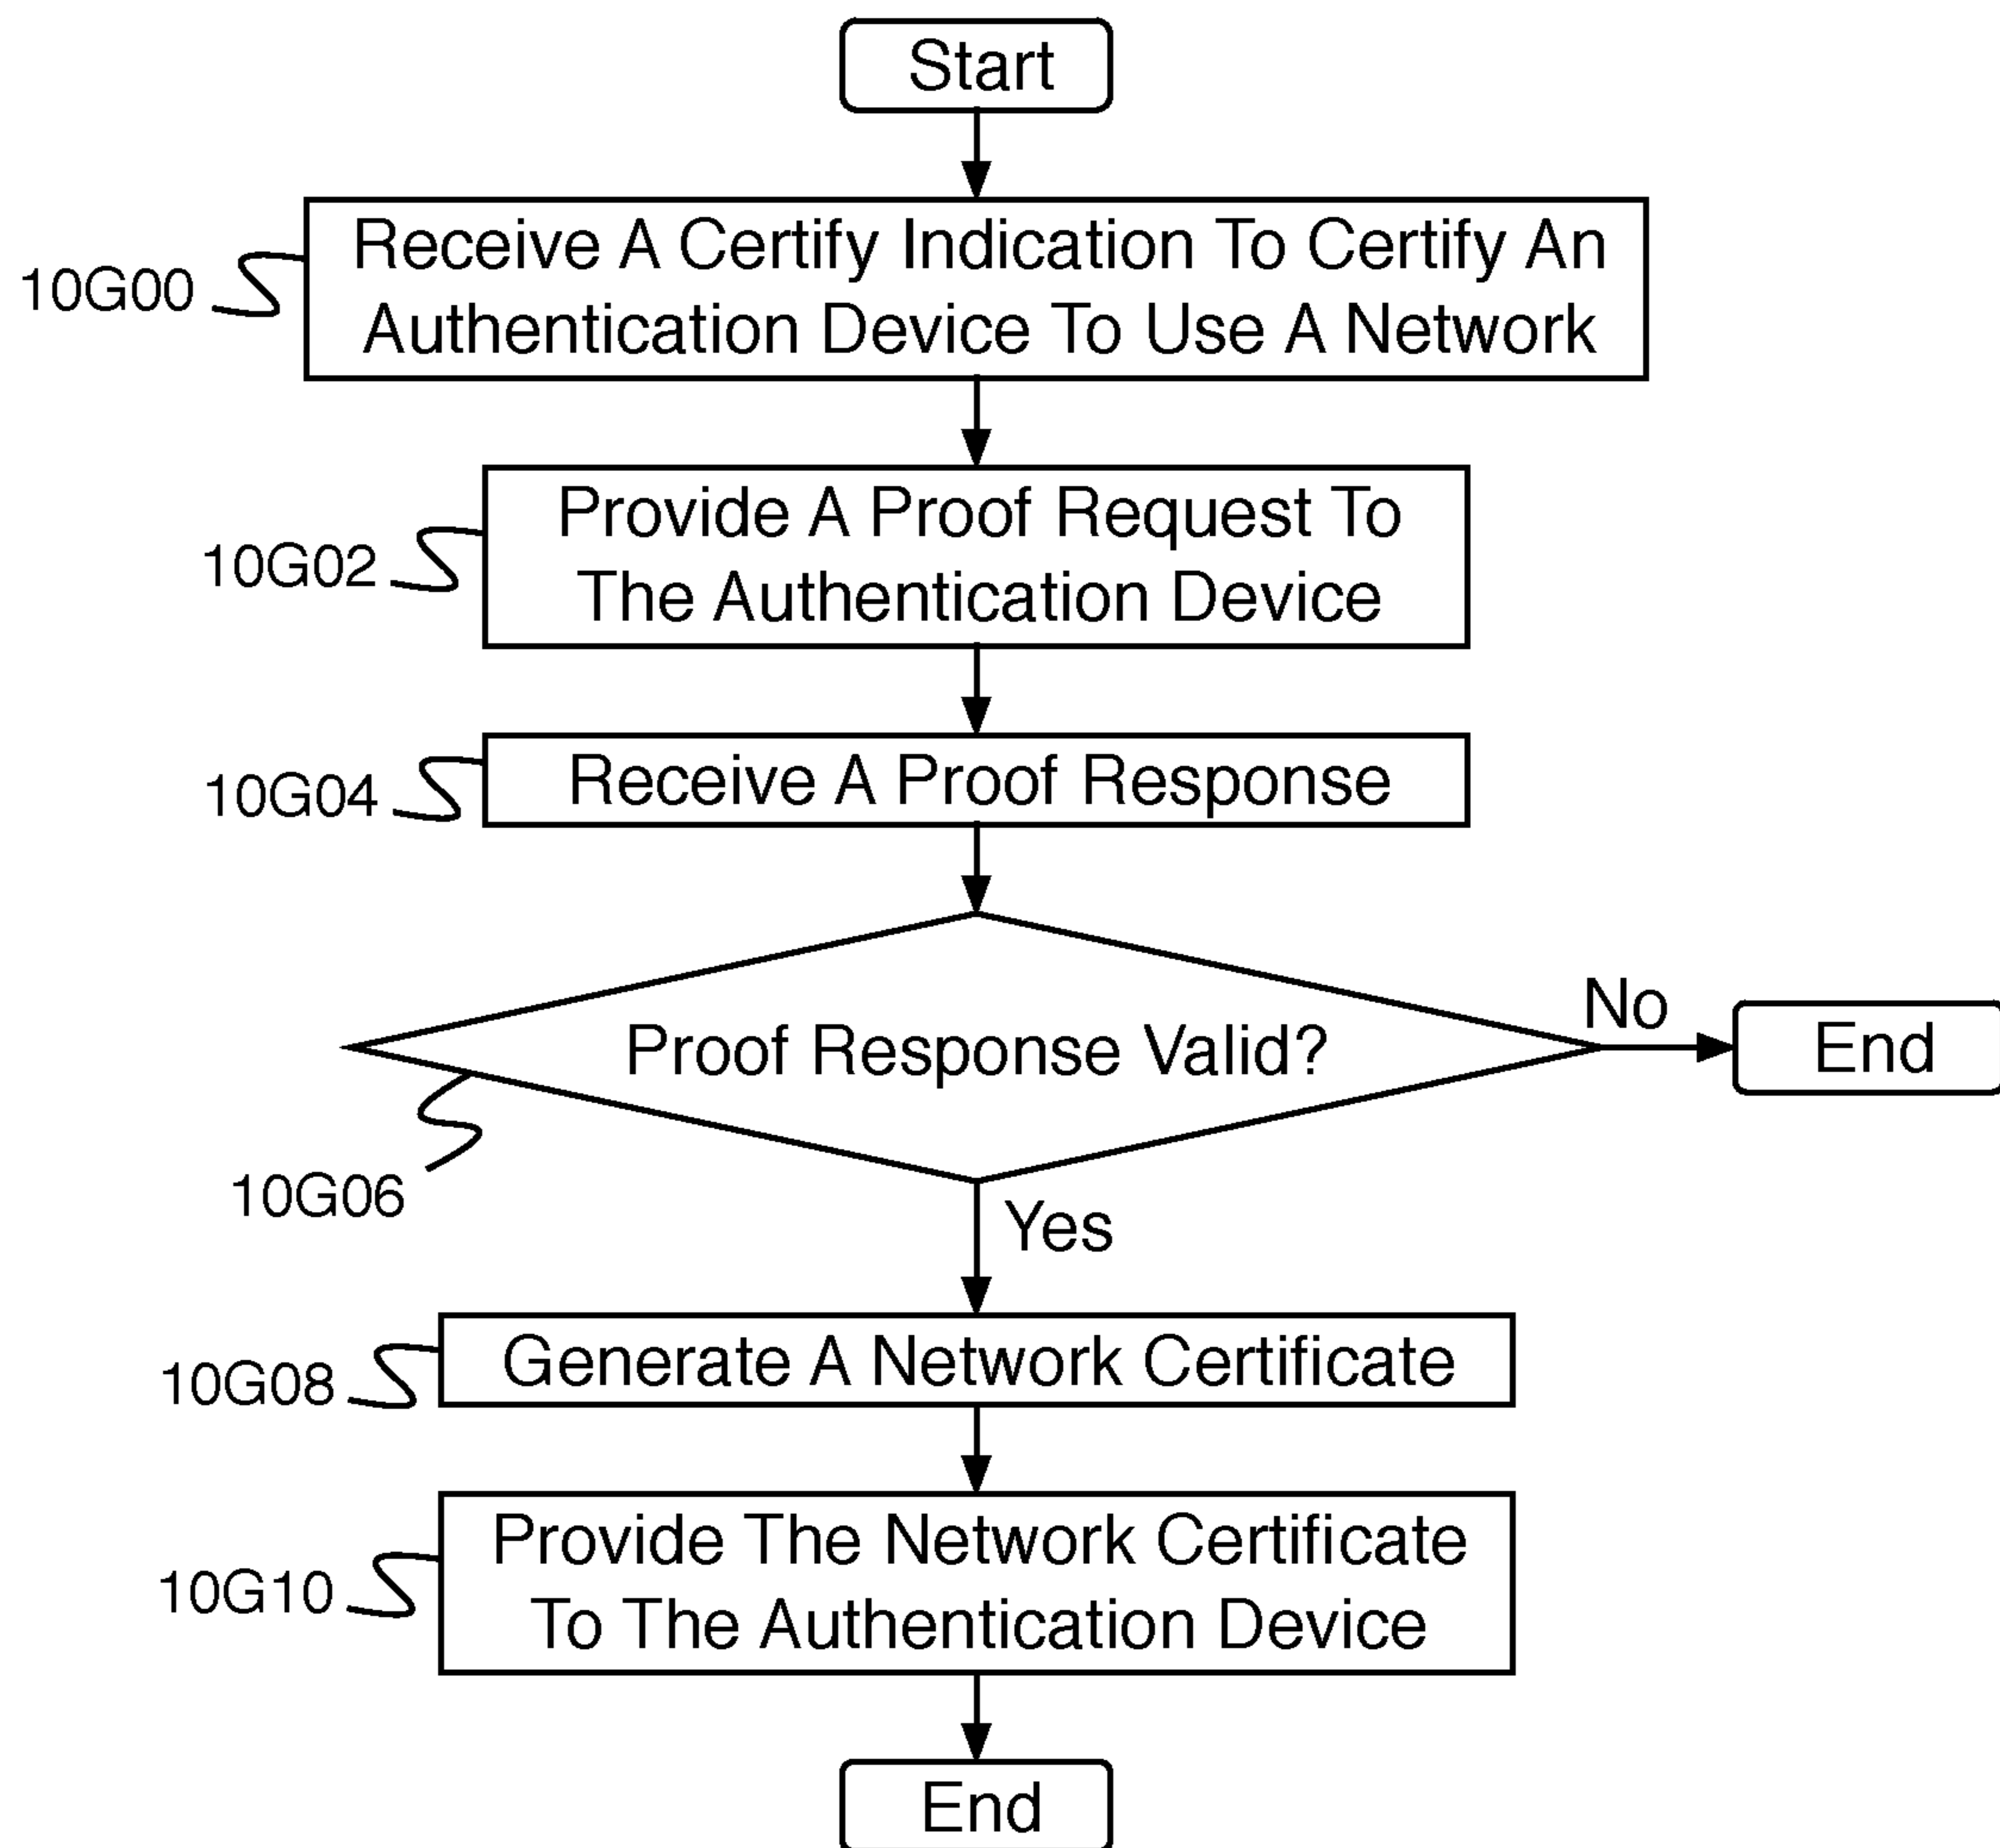 Start
10G00
Receive A Certify Indication To Certify An
Authentication Device To Use A Network
10G02
Provide A Proof Request To
The Authentication Device
10G04
Receive A Proof Response
10G06
Proof Response Valid?
No
End
Yes
10G08
Generate A Network Certificate
10G10
Provide The Network Certificate
To The Authentication Device
End